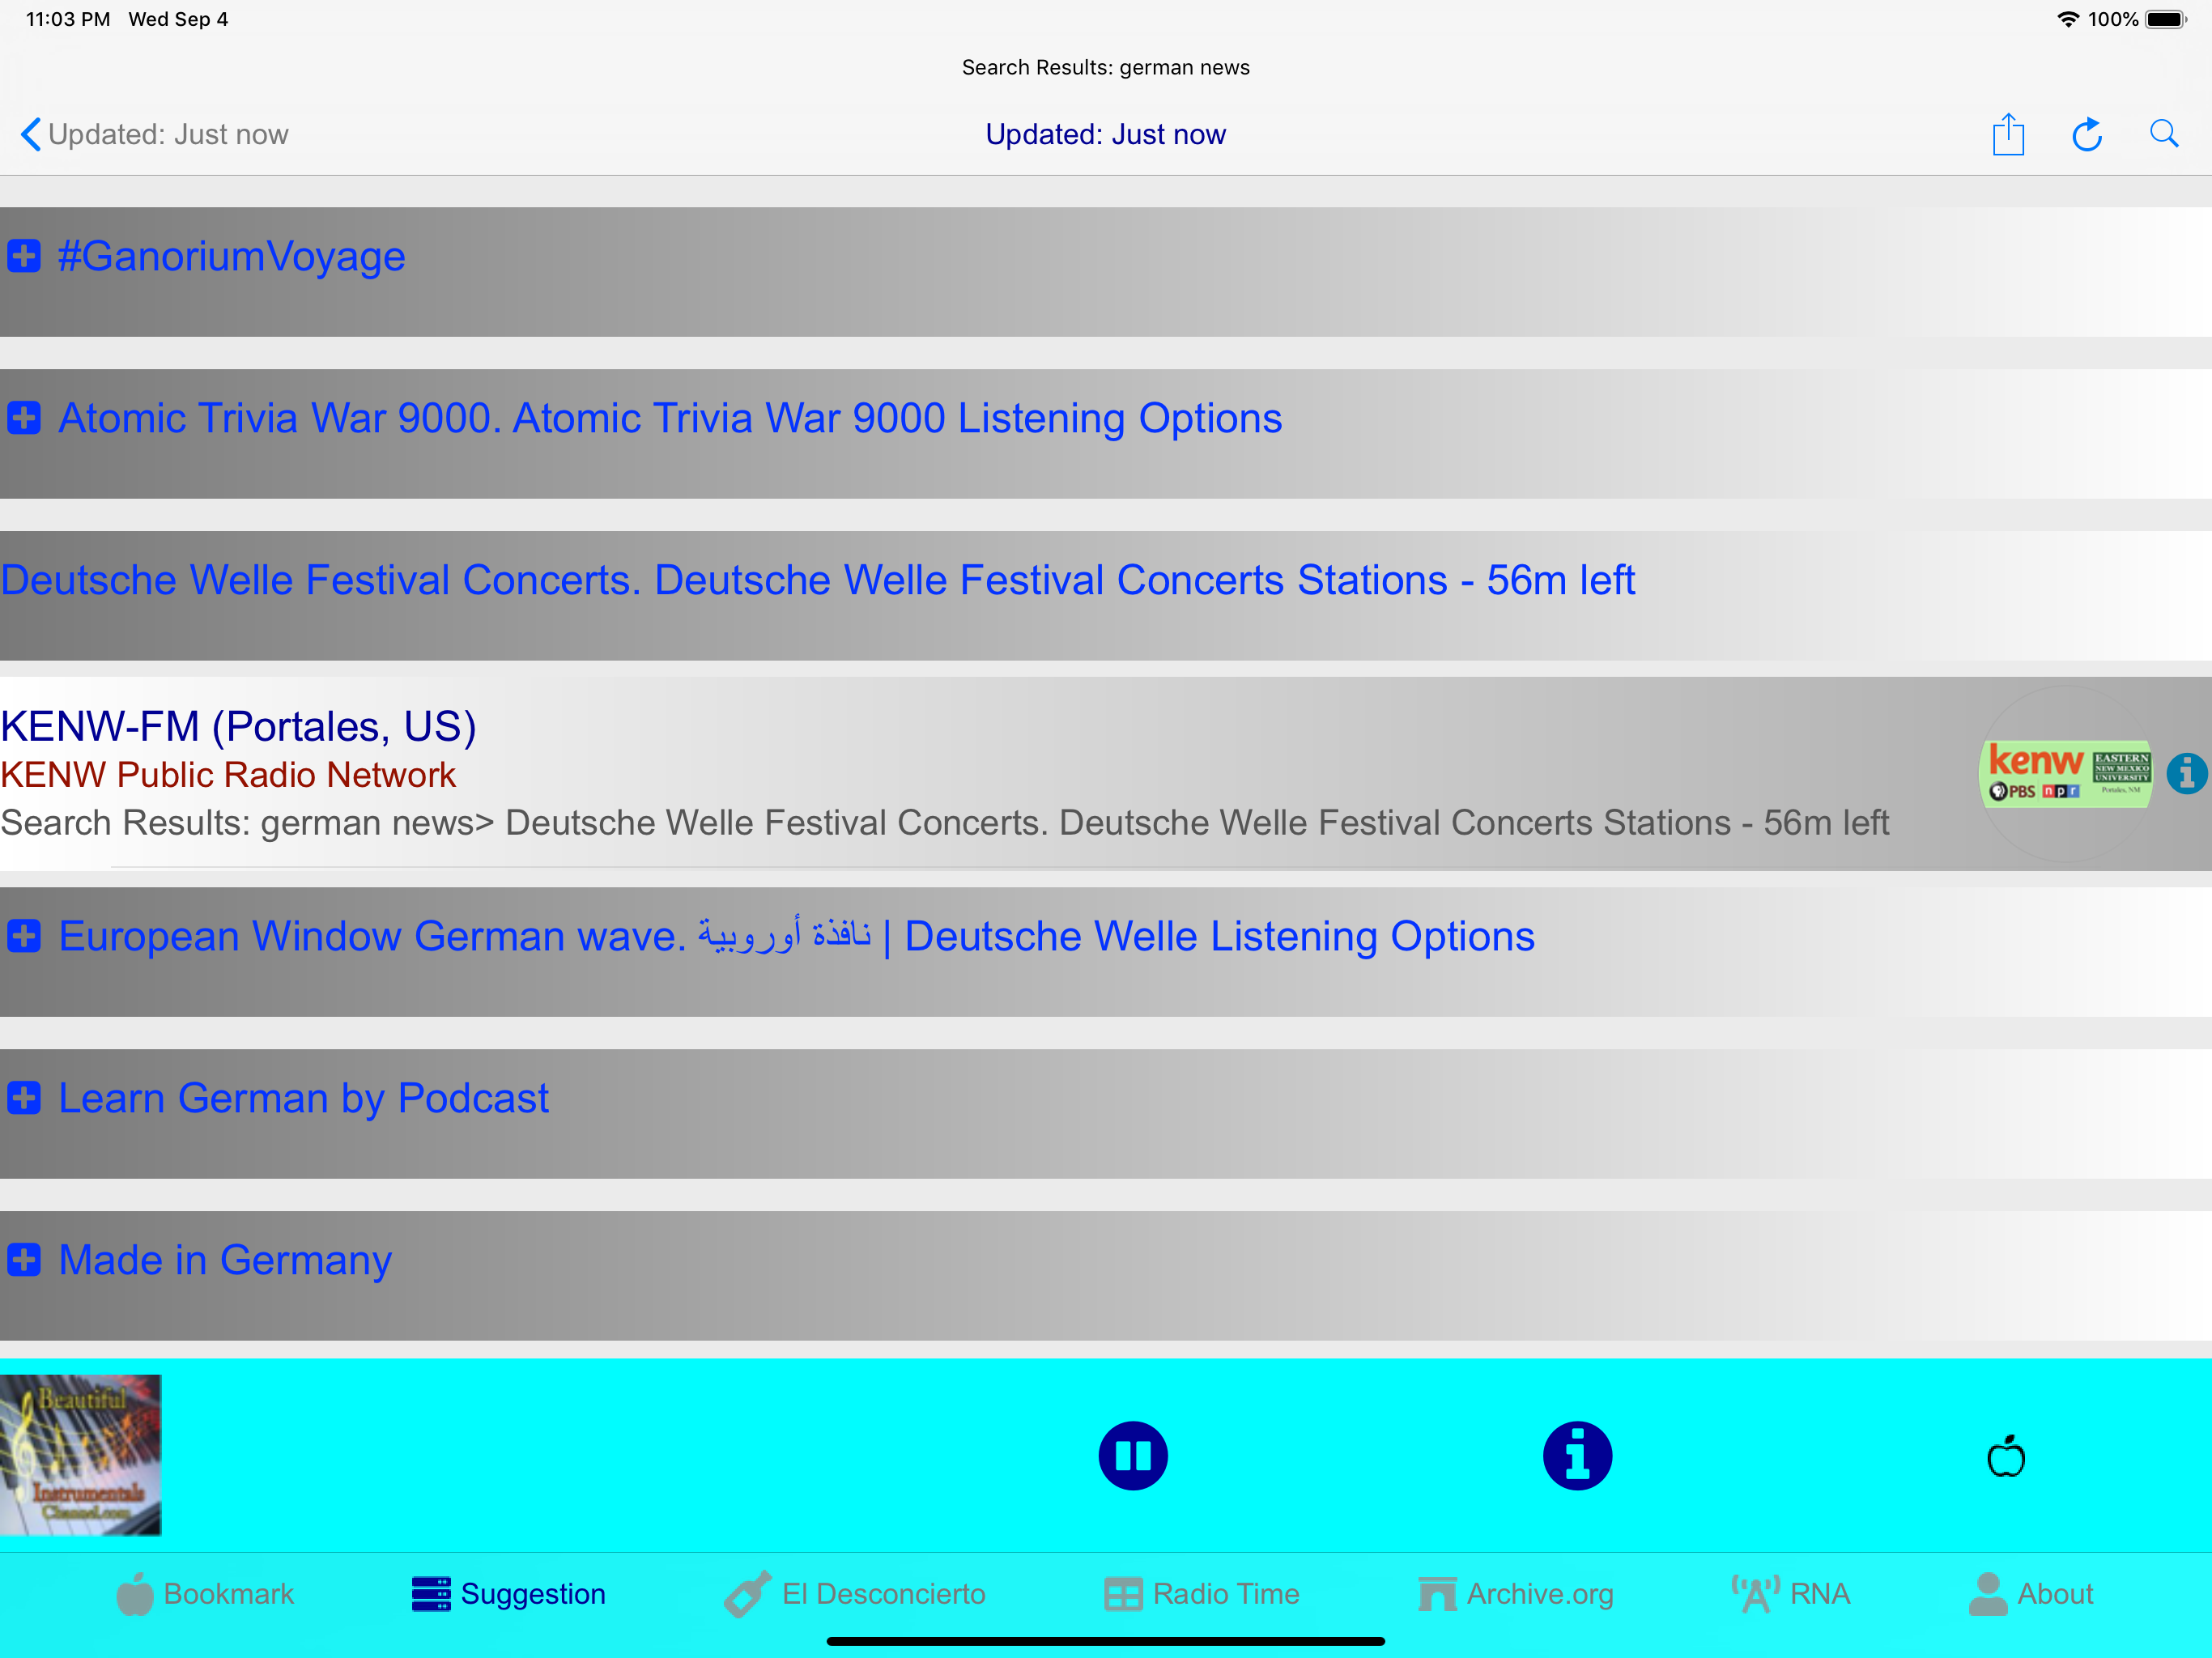 11:03 PM Wed Sep 4
100%
Search Results: german news
Updated: Just now
Updated: Just now
#GanoriumVoyage
Atomic Trivia War 9000. Atomic Trivia War 9000 Listening Options
Deutsche Welle Festival Concerts. Deutsche Welle Festival Concerts Stations - 56m left
KENW-FM (Portales, US)
KENW Public Radio Network
Search Results: german news> Deutsche Welle Festival Concerts. Deutsche Welle Festival Concerts Stations - 56m left
kenw
PBS npr
EASTERN
NEW MEXICO
UNIVERSITY
Portales, NM
European Window German wave. نافذة أوروبية | Deutsche Welle Listening Options
Learn German by Podcast
Made in Germany
Beautiful
Instrumentals
Channel.com
Bookmark
Suggestion
El Desconcierto
Radio Time
Archive.org
RNA
About